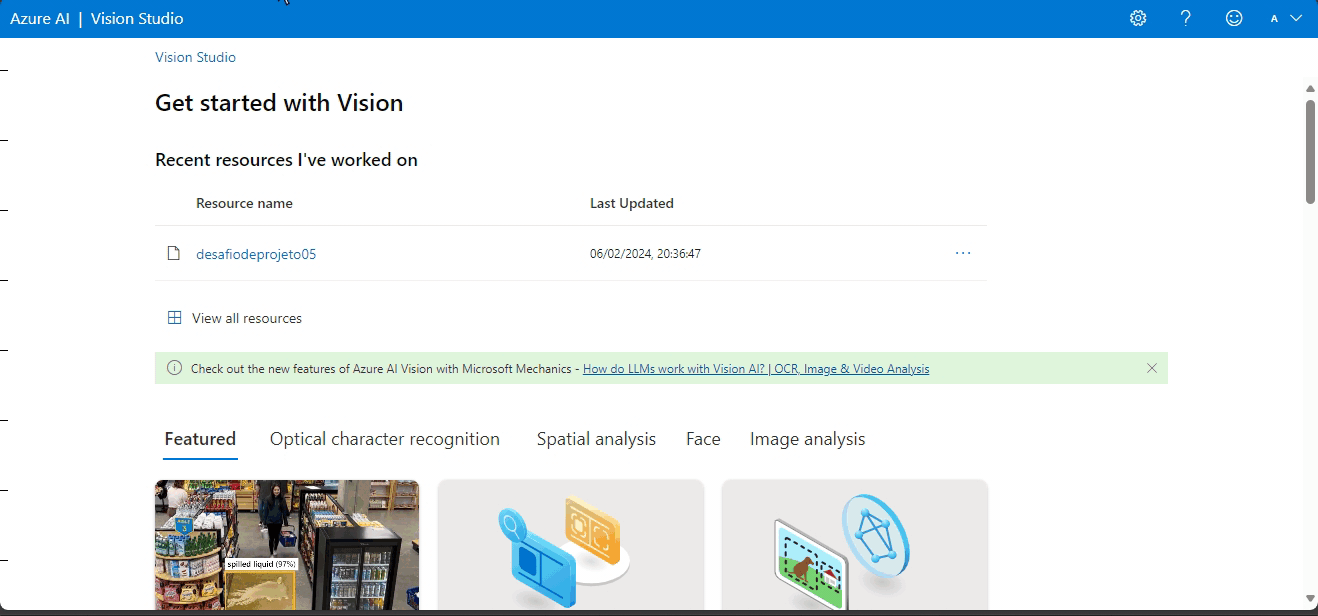 Azure AI | Vision Studio
A
Vision Studio
Get started with Vision
Recent resources I've worked on
Resource name Last Updated
desafiodeprojeto05 06/02/2024, 20:36:47 ...
View all resources
Check out the new features of Azure AI Vision with Microsoft Mechanics - How do LLMs work with Vision AI? | OCR, Image & Video Analysis
Featured Optical character recognition Spatial analysis Face Image analysis
spilled liquid (97%)